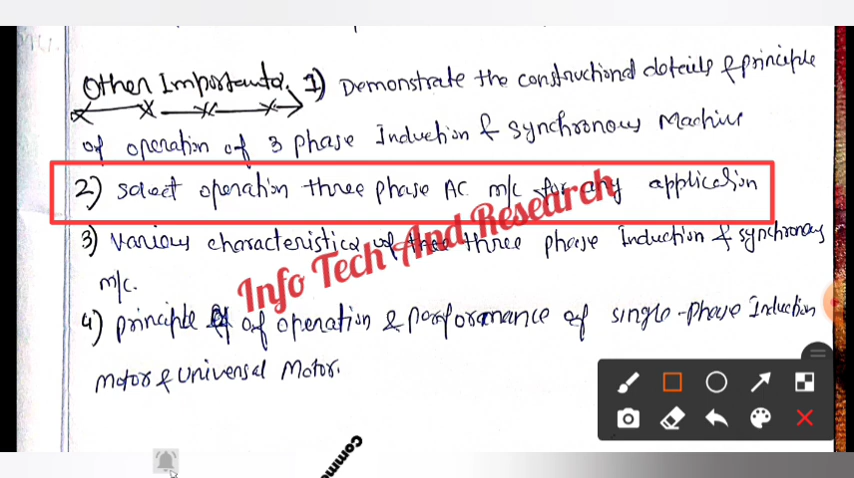 Other Importanta, 1) Demonstrate the constructional details & principle
of operation of 3 phase Induction & synchronous Machine
2) select operation three phase AC m/c for any application
3) various characteristics of three three phase Induction & synchronous
m/c.
4) principle of of operation & performance of single-phase Induction
Motor & Universal Motor.
Info Tech And Research